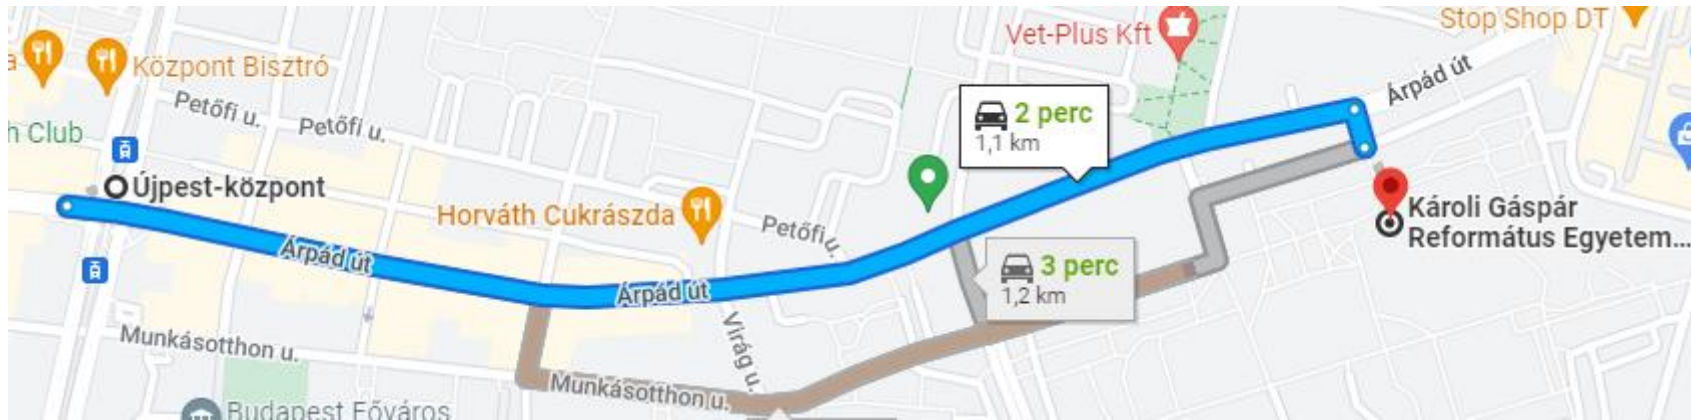 Stop Shop DT
Vet-Plus Kft
a
Központ Bisztró
Árpád út
Petőfi u.
Petőfi u.
2 perc
1,1 km
n Club
Újpest-központ
Horváth Cukrászda
Petőfi u.
Károli Gáspár
Református Egyetem...
Árpád út
3 perc
1,2 km
Árpád út
Virág u.
Munkásotthon u.
Munkásotthon u.
Budapest Főváros